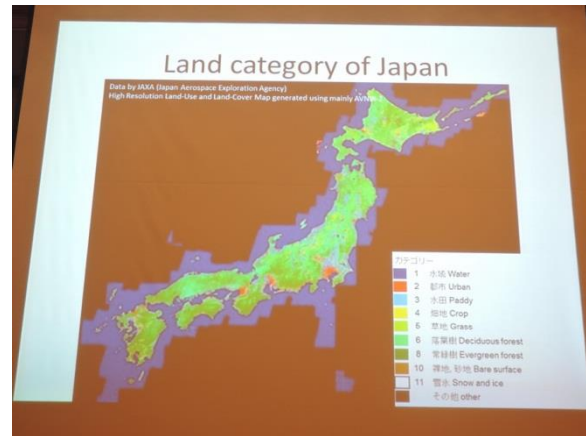 Land category of Japan
Data by JAXA (Japan Aerospace Exploration Agency)
High Resolution Land-Use and Land-Cover Map generated using mainly
カテゴリー
1 水域 Water
2 都市 Urban
3 水田 Paddy
4 畑地 Crop
5 草地 Grass
6 落葉樹 Deciduous forest
8 常緑樹 Evergreen forest
10 裸地, 砂地 Bare surface
11 雪氷 Snow and ice
その他 other